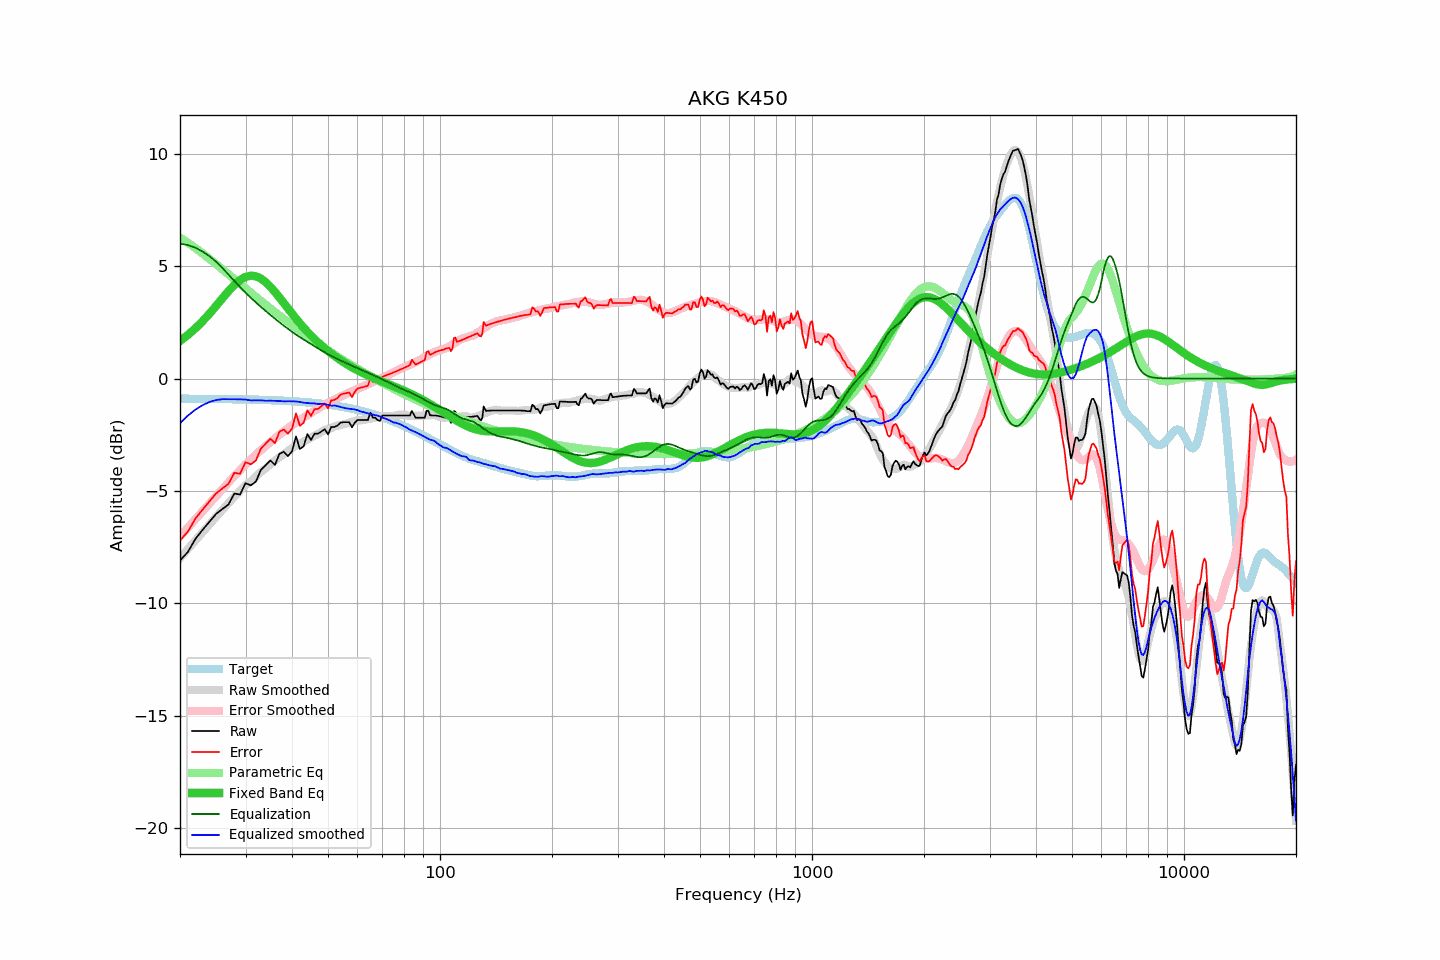 AKG K450
Amplitude (dBr)
10
5
0
−5
−10
−15
−20
Target
Raw Smoothed
Error Smoothed
Raw
Error
Parametric Eq
Fixed Band Eq
Equalization
Equalized smoothed
100
1000
10000
Frequency (Hz)